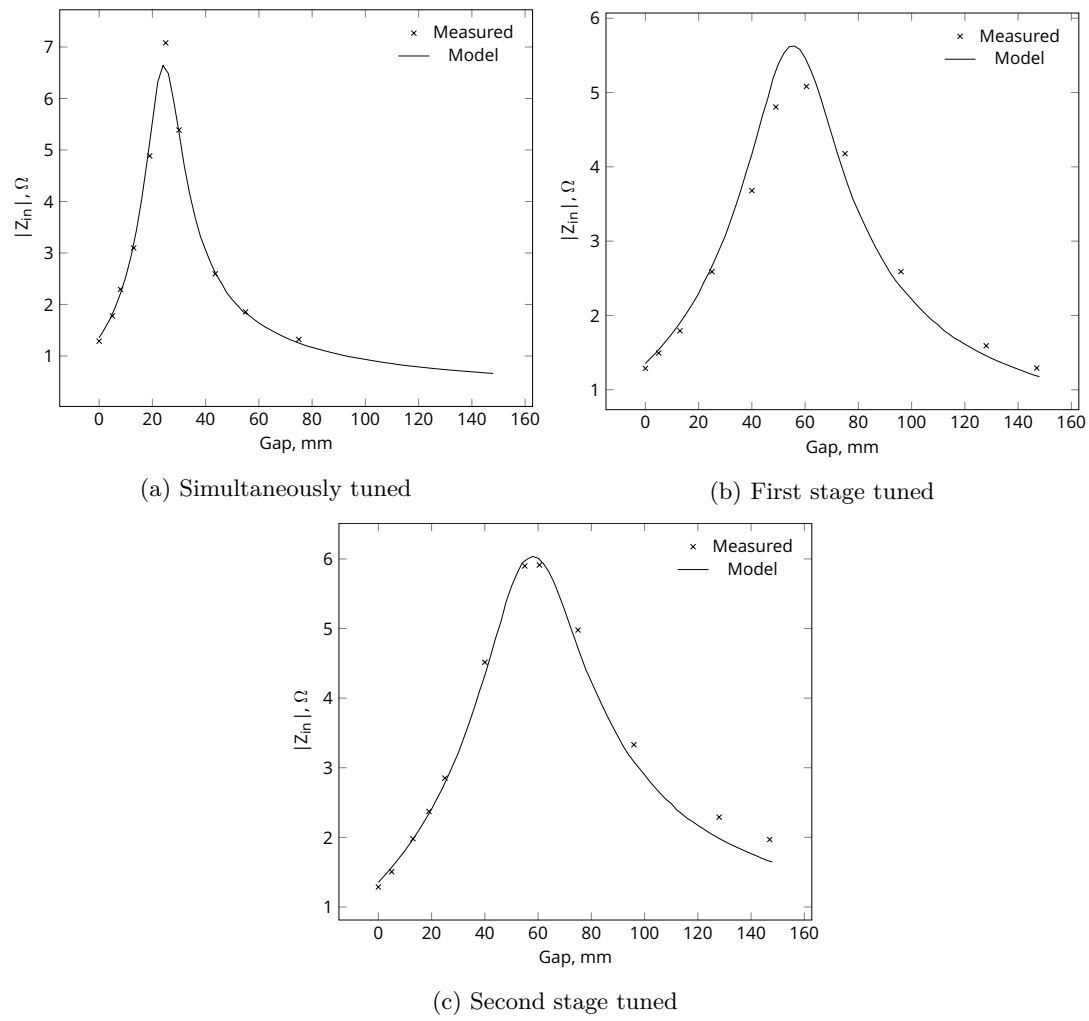 7
6
5
4
3
2
1
|Z_in|, Ω
× Measured
— Model
0 20 40 60 80 100 120 140 160
Gap, mm
(a) Simultaneously tuned
6
5
4
3
2
1
|Z_in|, Ω
× Measured
— Model
0 20 40 60 80 100 120 140 160
Gap, mm
(b) First stage tuned
6
5
4
3
2
1
|Z_in|, Ω
× Measured
— Model
0 20 40 60 80 100 120 140 160
Gap, mm
(c) Second stage tuned